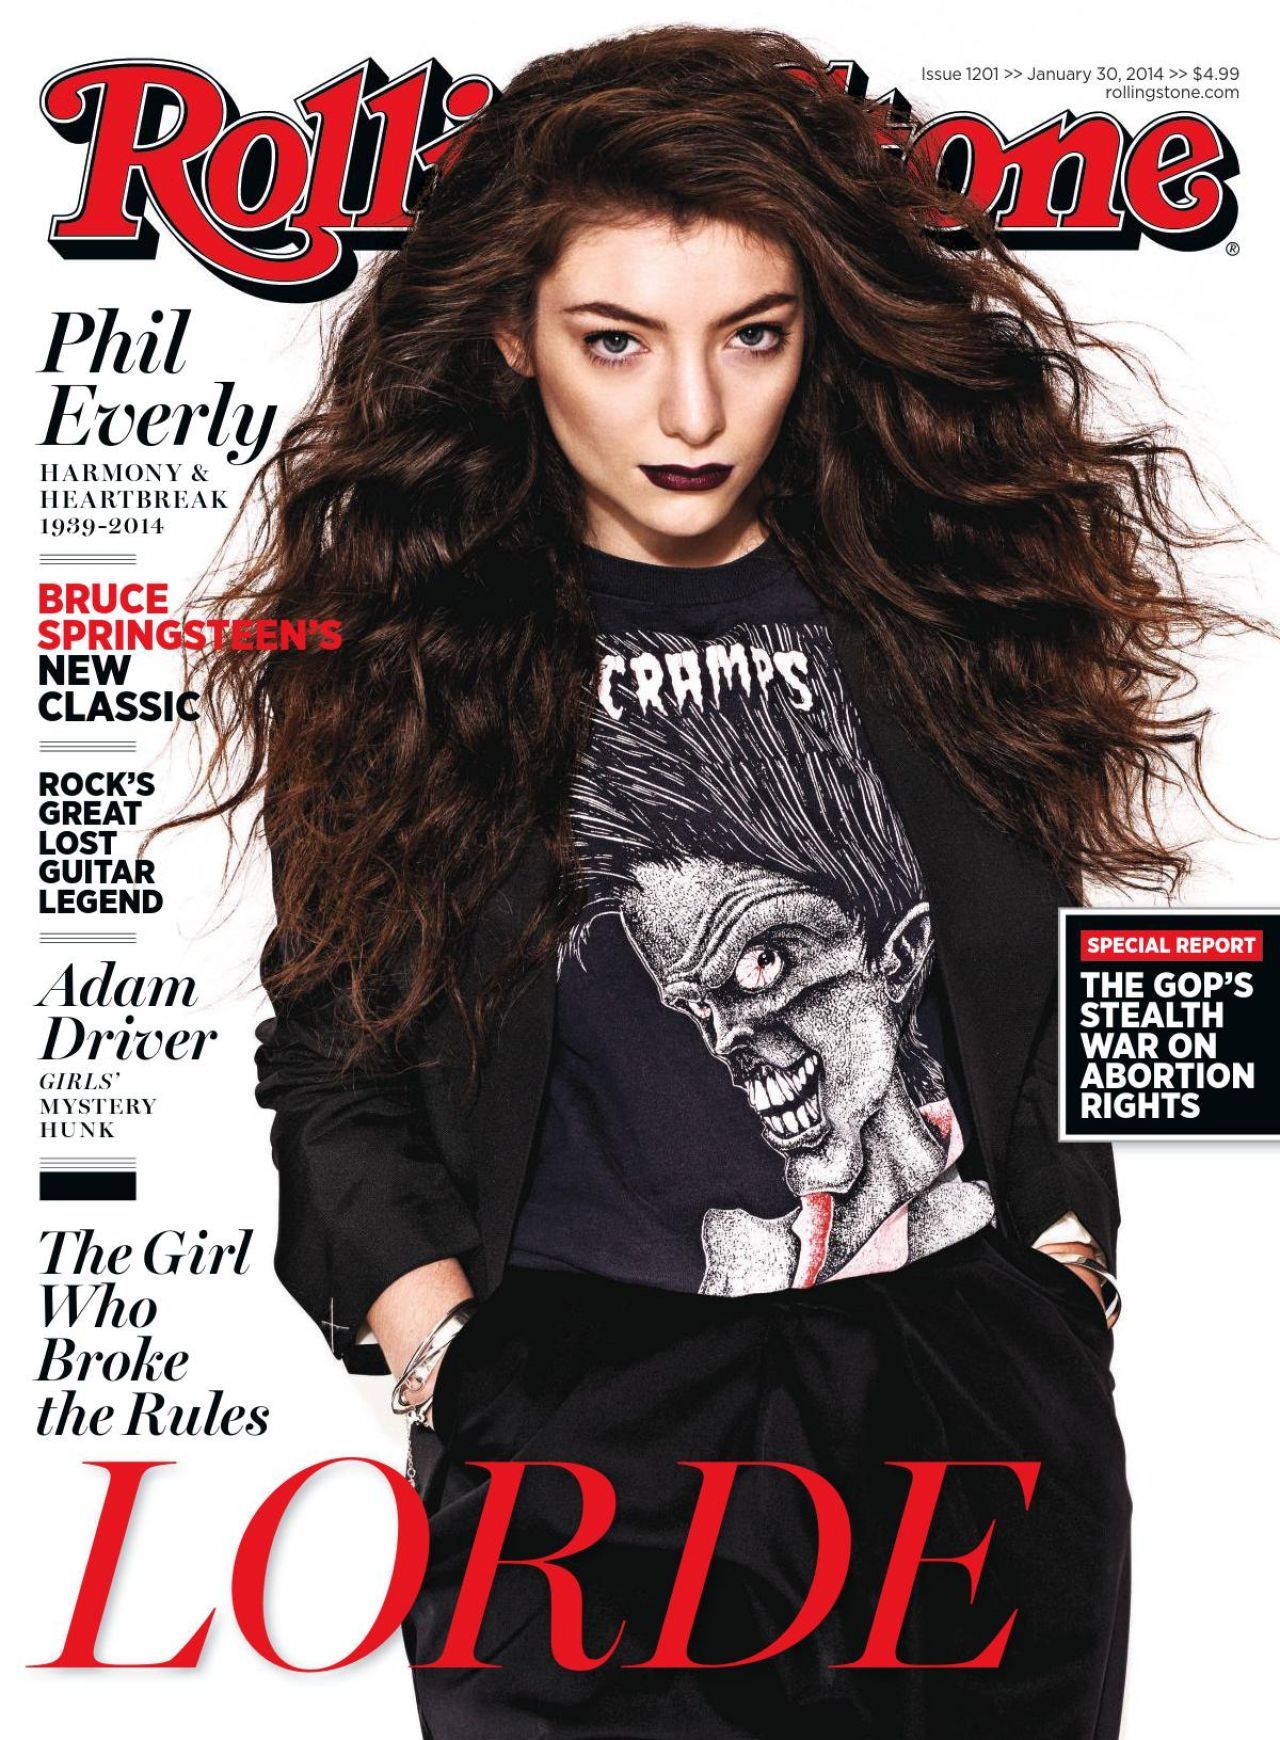 Issue 1201 >> January 30, 2014 >> $4.99
rollingstone.com
Rolli tone
®
Phil
Everly
HARMONY &
HEARTBREAK
1939-2014
BRUCE
SPRINGSTEEN'S
NEW
CLASSIC
ROCK'S
GREAT
LOST
GUITAR
LEGEND
Adam
Driver
GIRLS'
MYSTERY
HUNK
The Girl
Who
Broke
the Rules
LORDE
CRAMPS
SPECIAL REPORT
THE GOP'S
STEALTH
WAR ON
ABORTION
RIGHTS